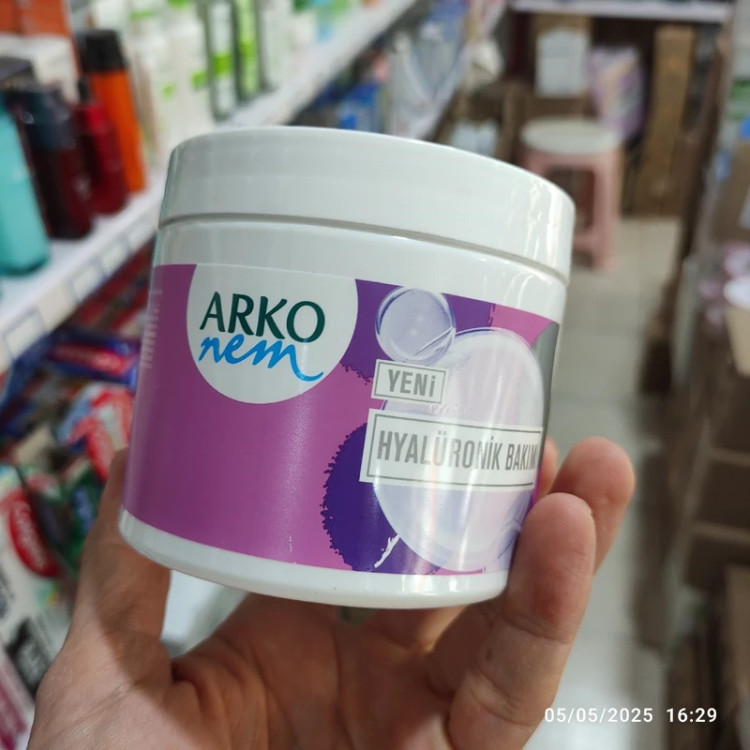 ARKO
nem
YENİ
HYALÜRONİK BAKIM
05/05/2025 16:29